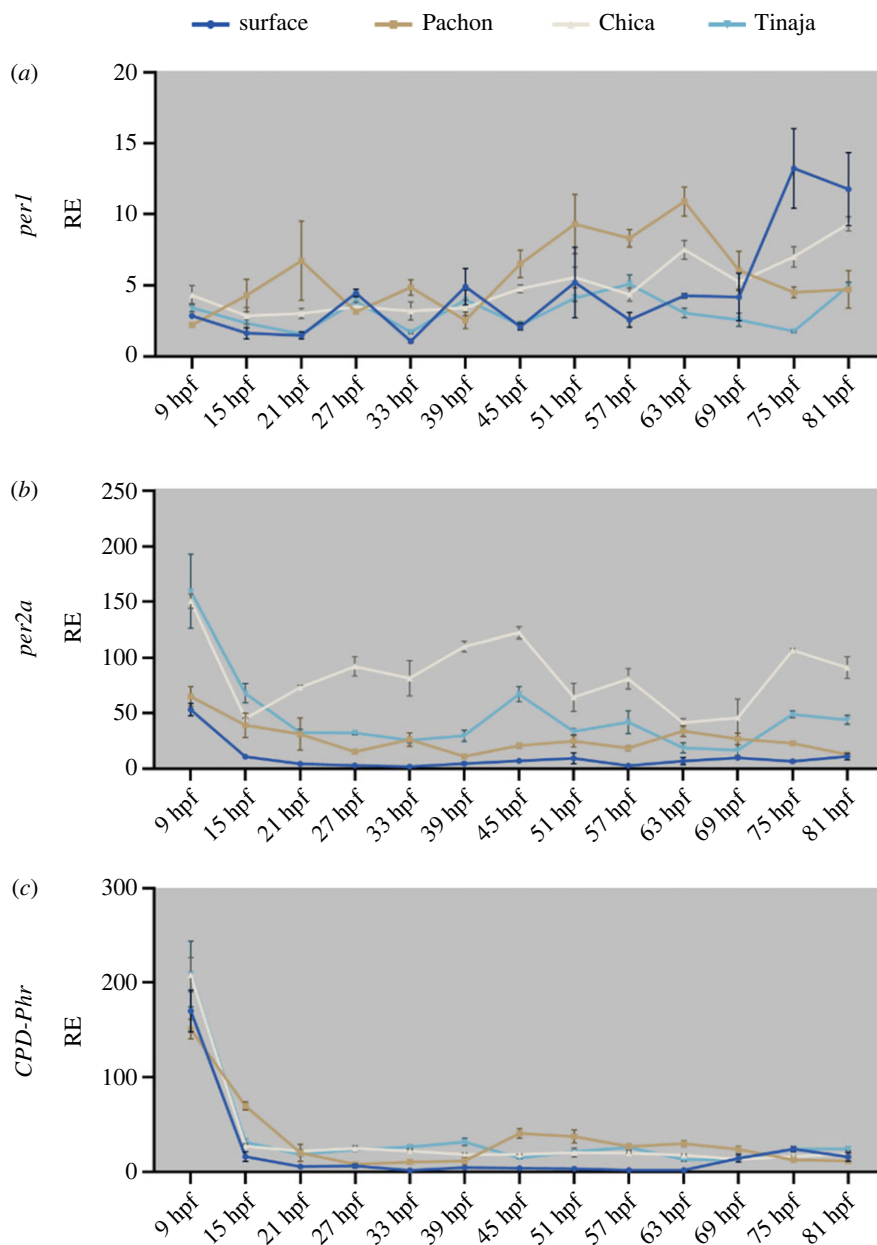 surface Pachon Chica Tinaja
(a)
20
15
10
5
0
per1
RE
9 hpf 15 hpf 21 hpf 27 hpf 33 hpf 39 hpf 45 hpf 51 hpf 57 hpf 63 hpf 69 hpf 75 hpf 81 hpf
(b)
250
200
150
100
50
0
per2a
RE
9 hpf 15 hpf 21 hpf 27 hpf 33 hpf 39 hpf 45 hpf 51 hpf 57 hpf 63 hpf 69 hpf 75 hpf 81 hpf
(c)
300
200
100
0
CPD-Phr
RE
9 hpf 15 hpf 21 hpf 27 hpf 33 hpf 39 hpf 45 hpf 51 hpf 57 hpf 63 hpf 69 hpf 75 hpf 81 hpf